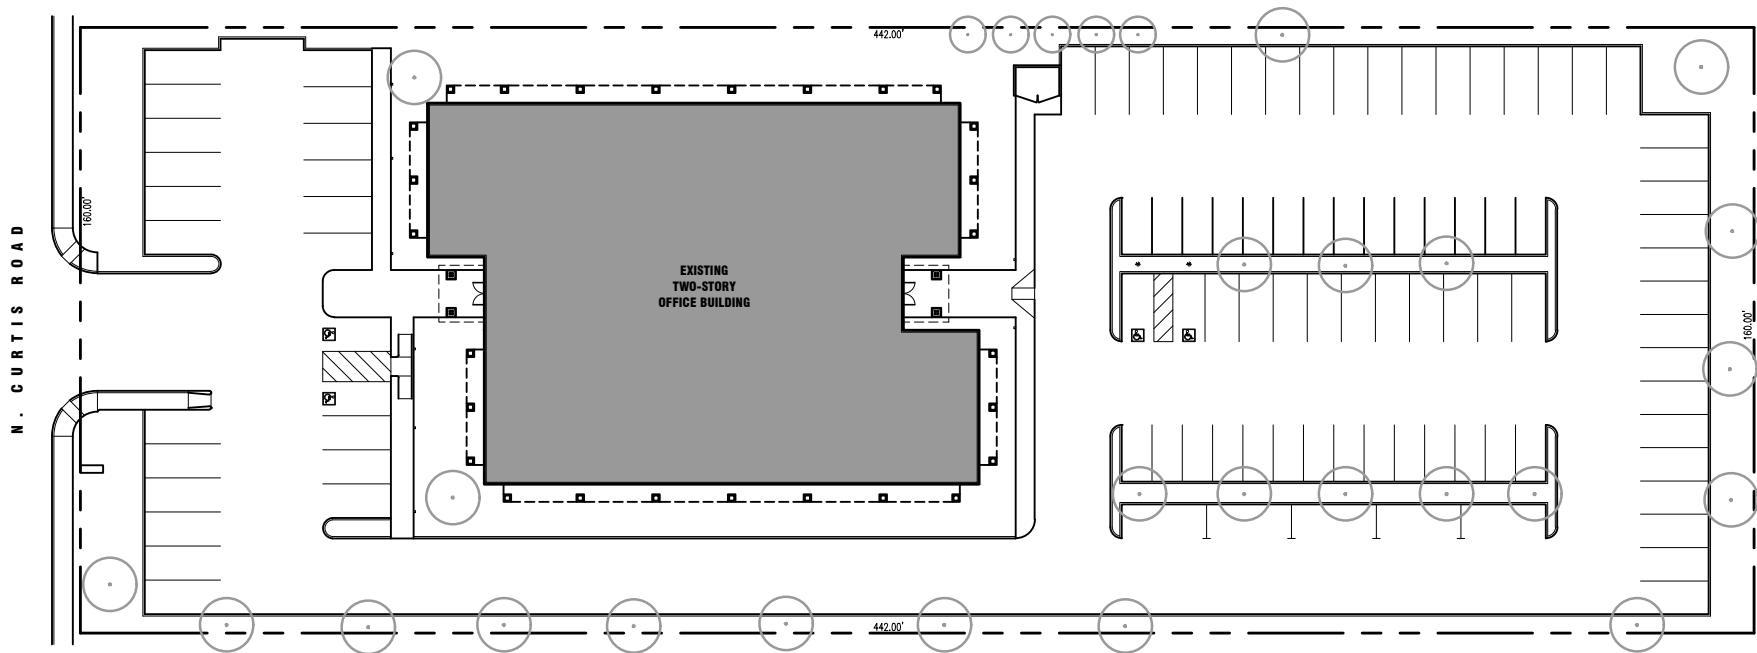 442.00'
160.00'
N. CURTIS ROAD
EXISTING
TWO-STORY
OFFICE BUILDING
160.00'
442.00'